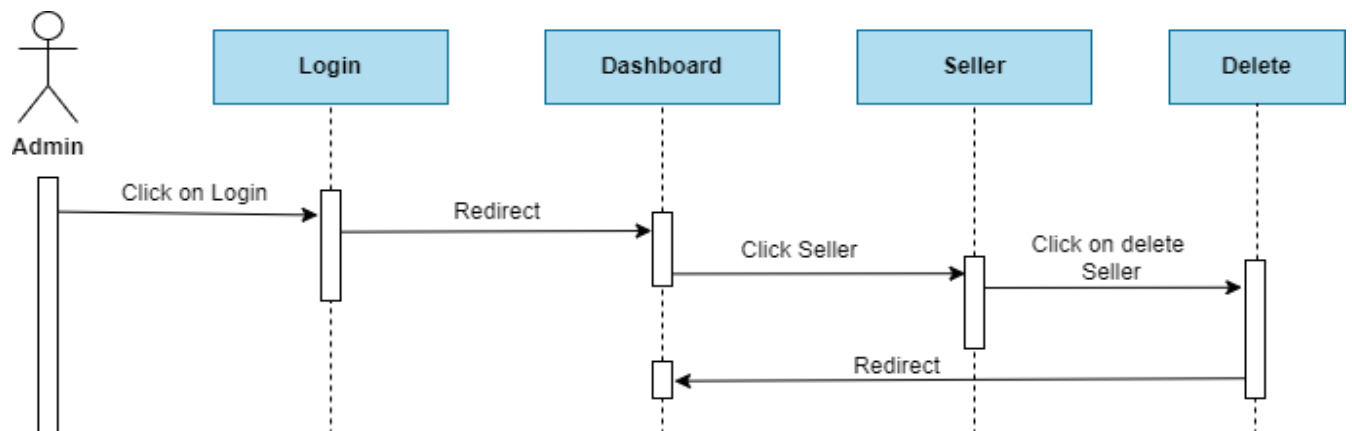 Login
Dashboard
Seller
Delete
Admin
Click on Login
Redirect
Click Seller
Click on delete
Seller
Redirect